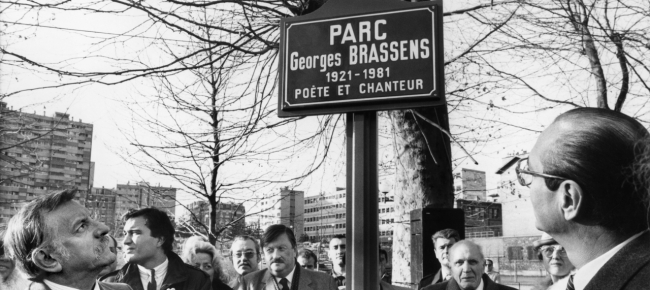 PARC
Georges BRASSENS
1921-1981
POÈTE ET CHANTEUR